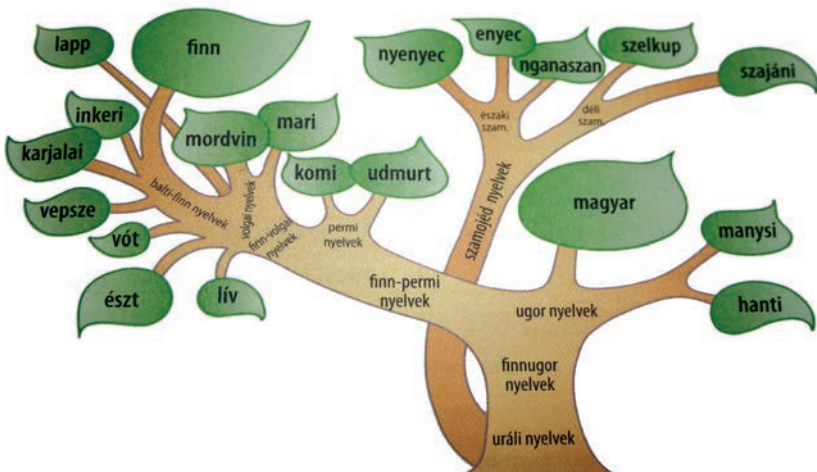 lapp
finn
inkeri
karjalai
vepsze
vót
észt
lív
balti-finn nyelvek
mordvin
mari
volgai nyelvek
finn-volgai
nyelvek
komi
udmurt
permi
nyelvek
finn-permi
nyelvek
nyenyec
enyec
nganaszan
szelkup
szajáni
északi
szam.
déli
szam.
szamojéd nyelvek
magyar
manysi
hanti
ugor nyelvek
finnugor
nyelvek
uráli nyelvek